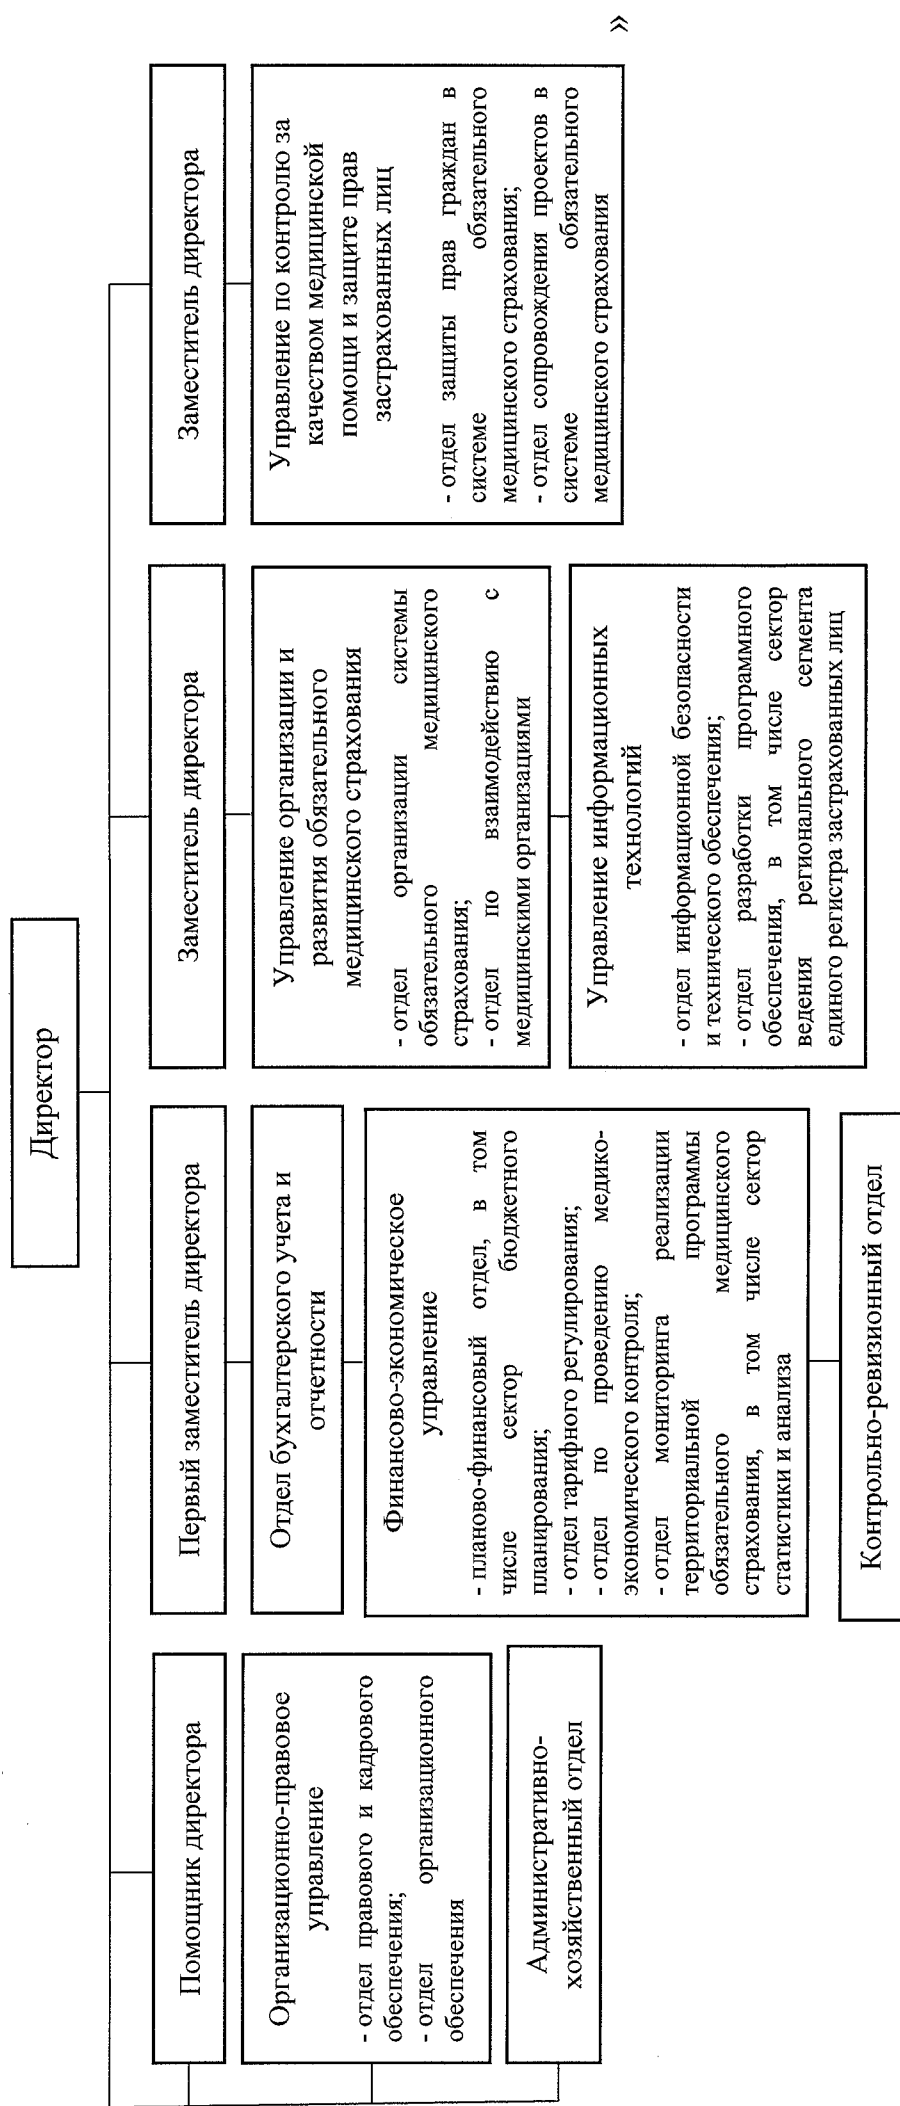 Директор
Помощник директора
Организационно-правовое
управление
- отдел правового и кадрового
обеспечения;
- отдел организационного
обеспечения
Административно-
хозяйственный отдел
Первый заместитель директора
Отдел бухгалтерского учета и
отчетности
Финансово-экономическое
управление
- планово-финансовый отдел, в том
числе сектор бюджетного
планирования;
- отдел тарифного регулирования;
- отдел по проведению медико-
экономического контроля;
- отдел мониторинга реализации
территориальной программы
обязательного медицинского
страхования, в том числе сектор
статистики и анализа
Контрольно-ревизионный отдел
Заместитель директора
Управление организации и
развития обязательного
медицинского страхования
- отдел организации системы
обязательного медицинского
страхования;
- отдел по взаимодействию с
медицинскими организациями
Управление информационных
технологий
- отдел информационной безопасности
и технического обеспечения;
- отдел разработки программного
обеспечения, в том числе сектор
ведения регионального сегмента
единого регистра застрахованных лиц
Заместитель директора
Управление по контролю за
качеством медицинской
помощи и защите прав
застрахованных лиц
- отдел защиты прав граждан в
системе обязательного
медицинского страхования;
- отдел сопровождения проектов в
системе обязательного
медицинского страхования
»